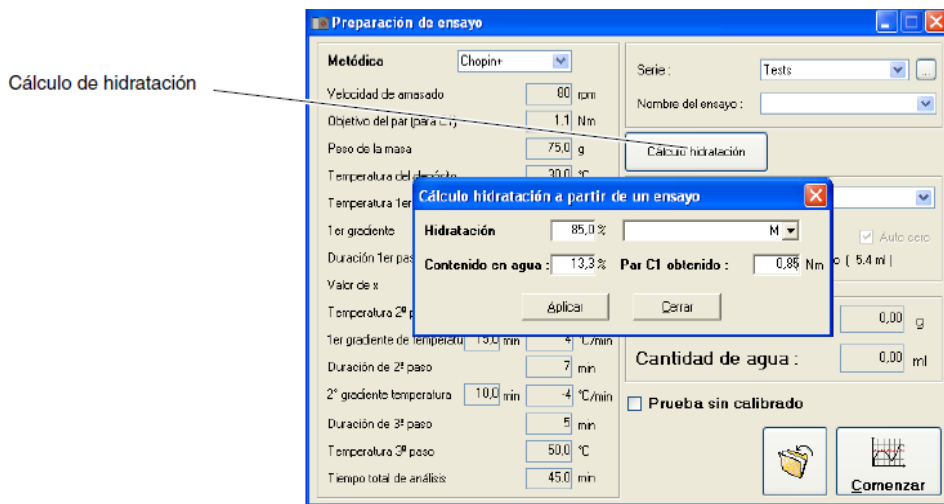 Cálculo de hidratación
Preparación de ensayo
Metódica Chopin+
Velocidad de amasado 80 rpm
Objetivo del par (para C1) 1.1 Nm
Peso de la masa 75,0 g
Temperatura del depósito 30.0 °C
Temperatura 1er
1er gradiente
Duración 1er pas
Valor de x
Temperatura 2º p
1er gradiente de temperatu 15,0 min 4 °C/min
Duración de 2º paso 7 min
2° gradiente temperatura 10,0 min -4 °C/min
Duración de 3º paso 5 min
Temperatura 3º paso 50,0 °C
Tiempo total de análisis 45.0 min
Serie : Tests ...
Nombre del ensayo :
Cálculo hidratación
Auto cero
o ( 5.4 ml )
0,00 g
Cantidad de agua : 0,00 ml
Prueba sin calibrado
Comenzar
Cálculo hidratación a partir de un ensayo
Hidratación 85,0 % M
Contenido en agua : 13,3 % Par C1 obtenido : 0,85 Nm
Aplicar Cerrar